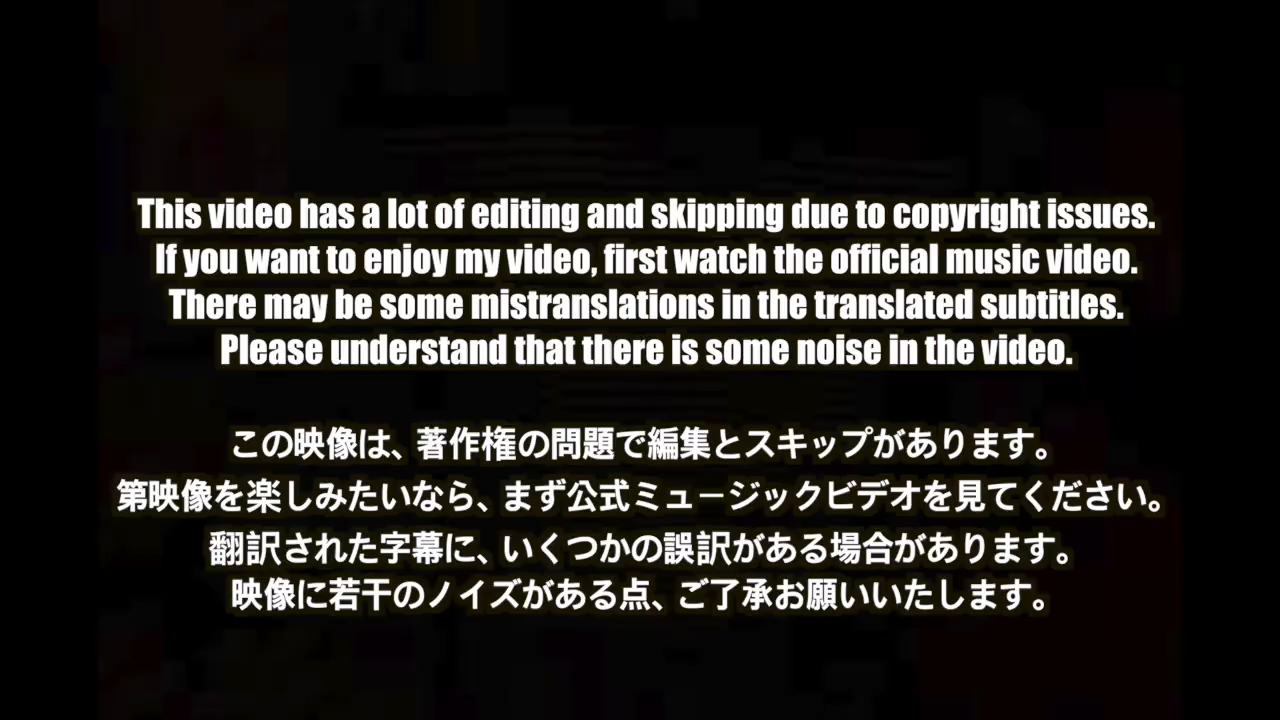 This video has a lot of editing and skipping due to copyright issues.
If you want to enjoy my video, first watch the official music video.
There may be some mistranslations in the translated subtitles.
Please understand that there is some noise in the video.
この映像は、著作権の問題で編集とスキップがあります。
第映像を楽しみたいなら、まず公式ミュージックビデオを見てください。
翻訳された字幕に、いくつかの誤訳がある場合があります。
映像に若干のノイズがある点、ご了承お願いいたします。